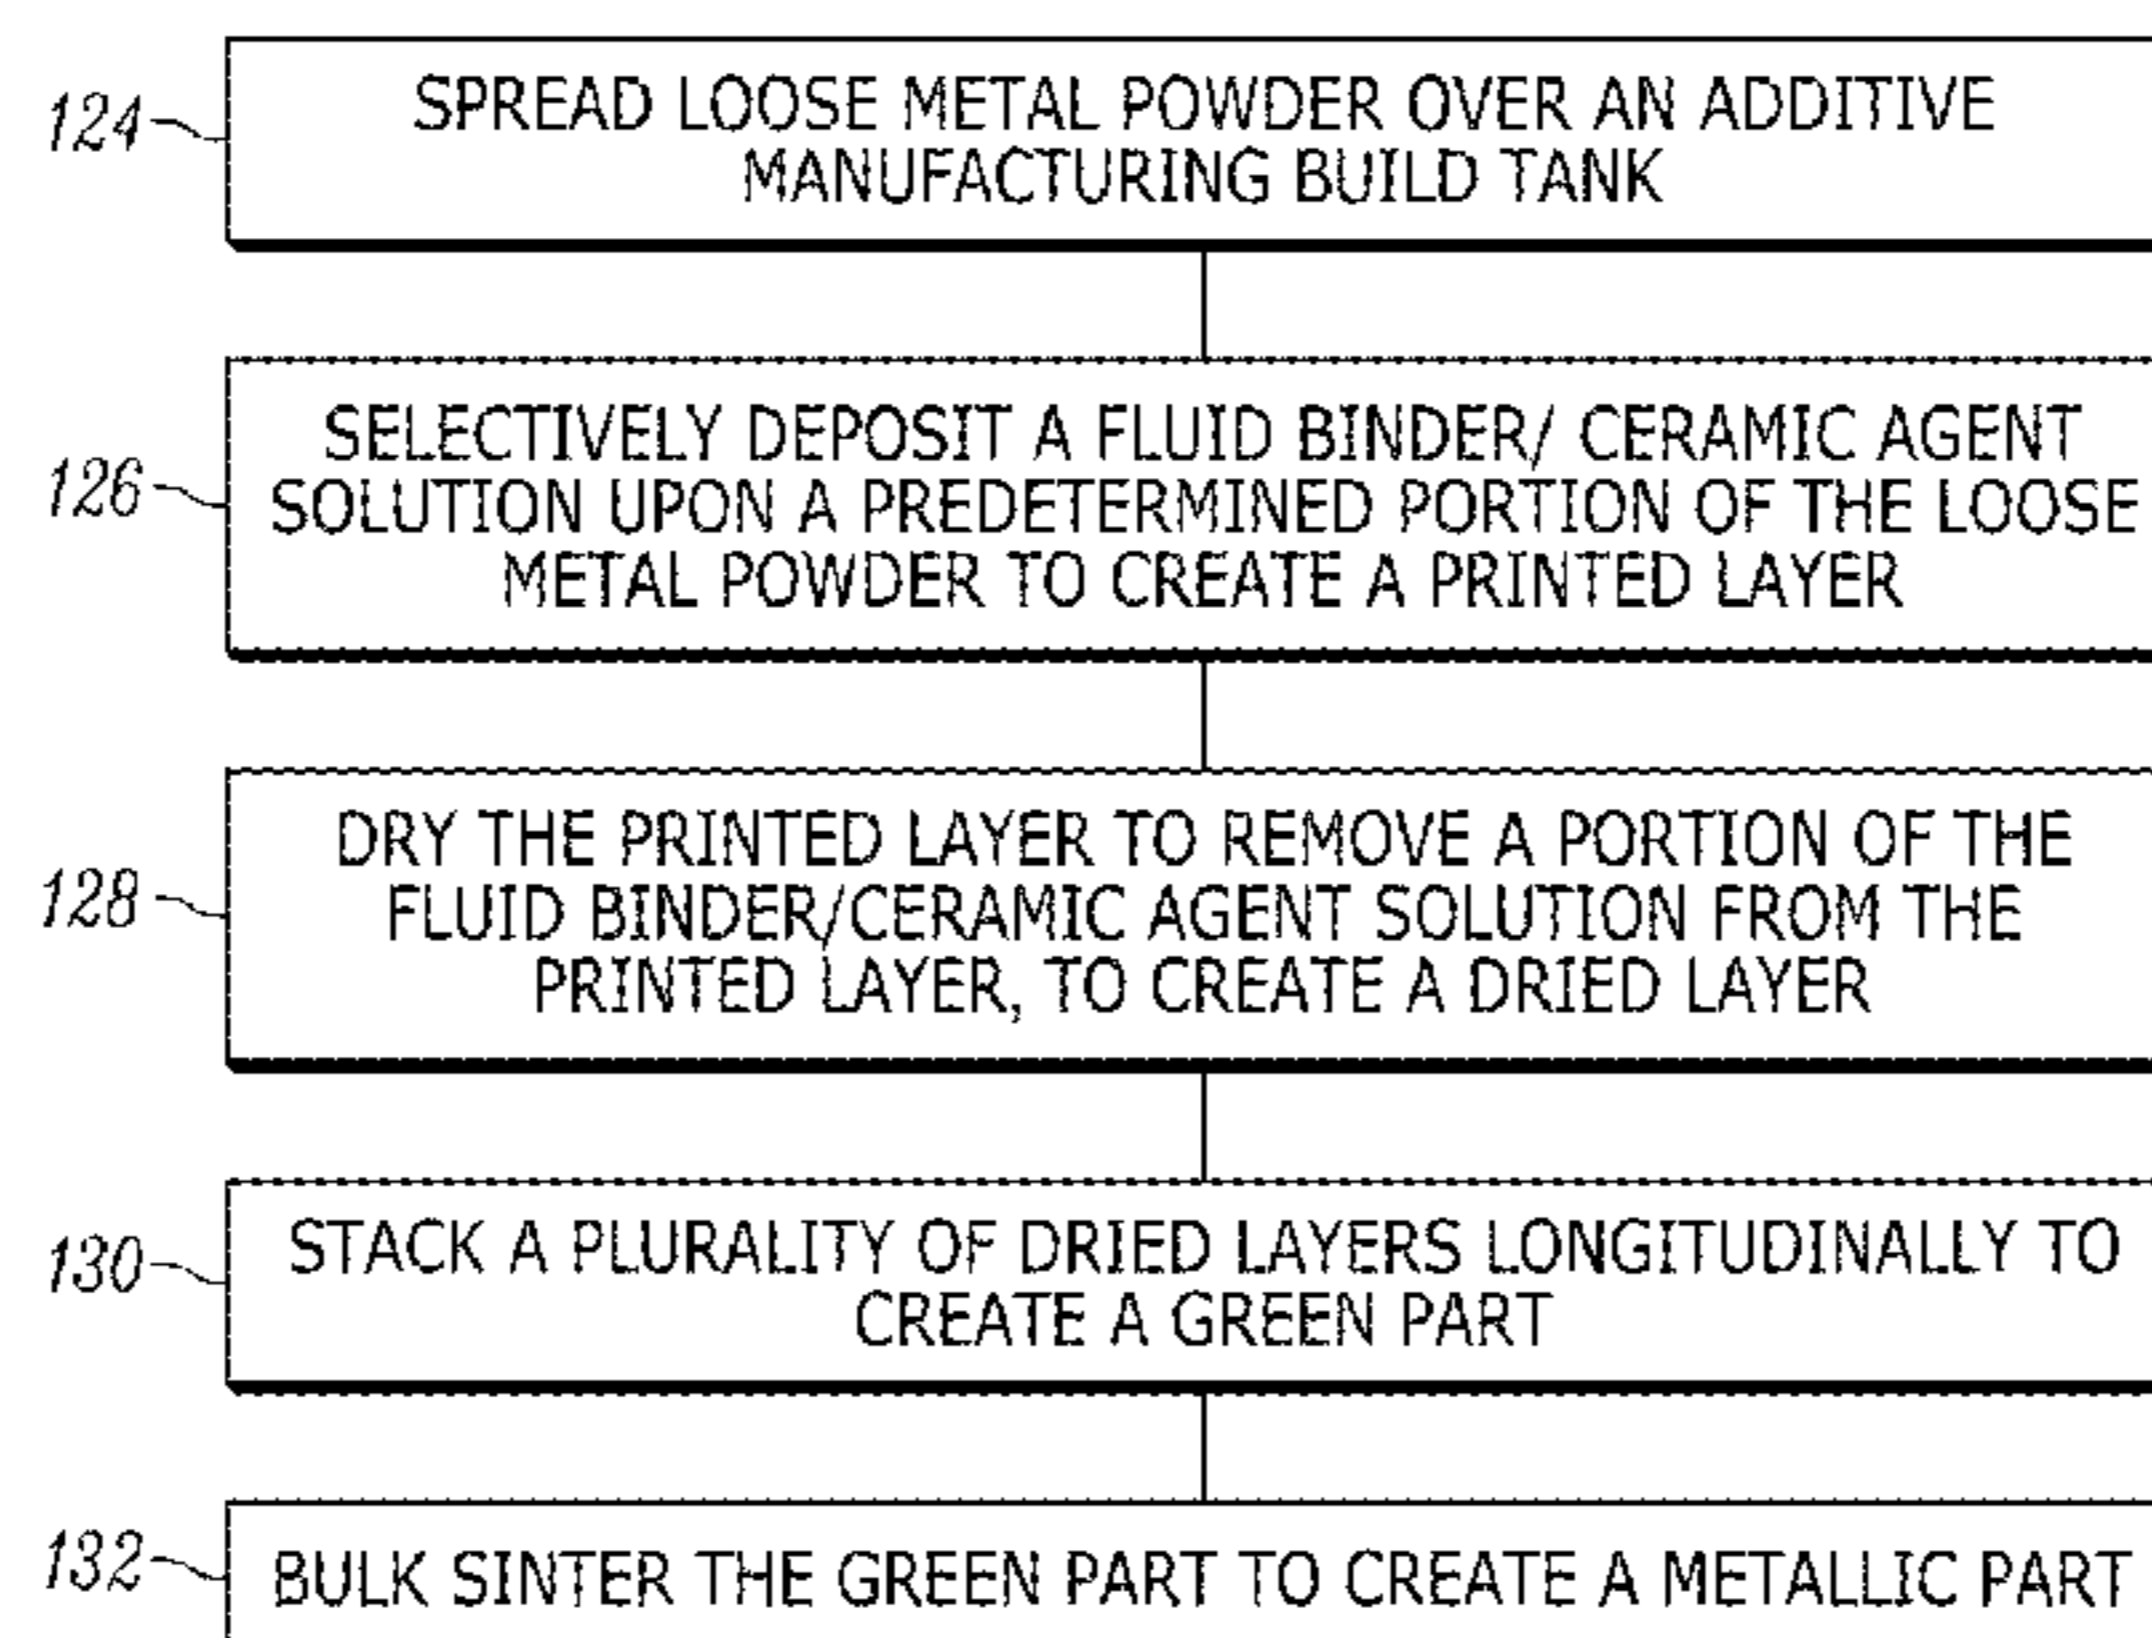 124
SPREAD LOOSE METAL POWDER OVER AN ADDITIVE
MANUFACTURING BUILD TANK
126
SELECTIVELY DEPOSIT A FLUID BINDER/ CERAMIC AGENT
SOLUTION UPON A PREDETERMINED PORTION OF THE LOOSE
METAL POWDER TO CREATE A PRINTED LAYER
128
DRY THE PRINTED LAYER TO REMOVE A PORTION OF THE
FLUID BINDER/CERAMIC AGENT SOLUTION FROM THE
PRINTED LAYER, TO CREATE A DRIED LAYER
130
STACK A PLURALITY OF DRIED LAYERS LONGITUDINALLY TO
CREATE A GREEN PART
132
BULK SINTER THE GREEN PART TO CREATE A METALLIC PART